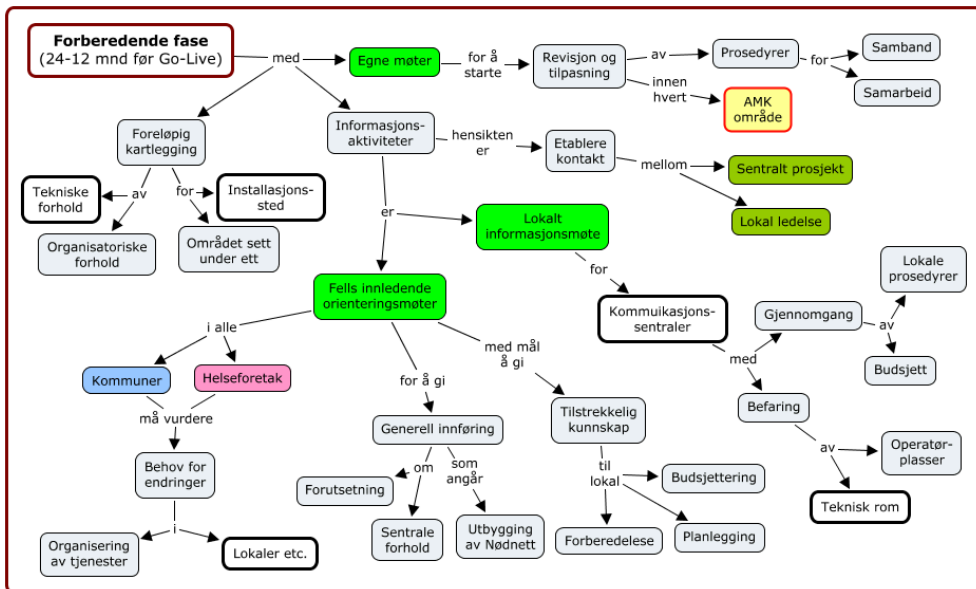 Forberedende fase
(24-12 mnd før Go-Live)
med
Egne møter
for å
starte
Revisjon og
tilpasning
av
Prosedyrer
for
Samband
Samarbeid
innen
hvert
AMK
område
Foreløpig
kartlegging
Informasjons-
aktiviteter
hensikten
er
Etablere
kontakt
mellom
Sentralt prosjekt
Lokal ledelse
Tekniske
forhold
av
for
Installasjons-
sted
Organisatoriske
forhold
Området sett
under ett
er
Lokalt
informasjonsmøte
for
Kommuikasjons-
sentraler
med
Gjennomgang
av
Lokale
prosedyrer
Budsjett
Befaring
av
Operatør-
plasser
Teknisk rom
Fells innledende
orienteringsmøter
i alle
Kommuner
Helseforetak
må vurdere
Behov for
endringer
i
Organisering
av tjenester
Lokaler etc.
for å gi
Generell innføring
om
som
angår
Forutsetning
Sentrale
forhold
Utbygging
av Nødnett
med mål
å gi
Tilstrekkelig
kunnskap
til
lokal
Budsjettering
Forberedelese
Planlegging